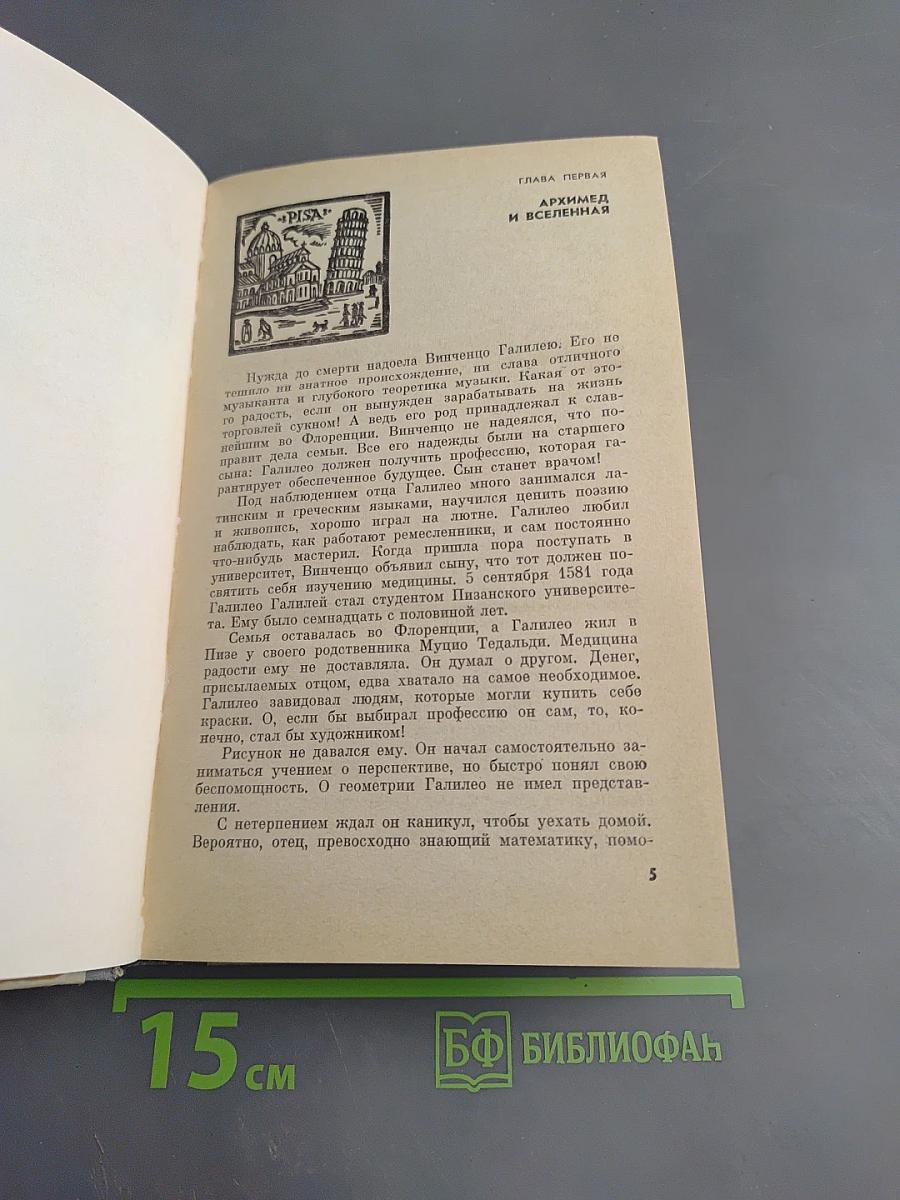 ГЛАВА ПЕРВАЯ
АРХИМЕД
И ВСЕЛЕННАЯ
PISA
Нужда до смерти надоела Винченцо Галилею. Его не
тешило ни знатное происхождение, ни слава отличного
музыканта и глубокого теоретика музыки. Какая от это-
го радость, если он вынужден зарабатывать на жизнь
торговлей сукном! А ведь его род принадлежал к слав-
нейшим во Флоренции. Винченцо не надеялся, что по-
правит дела семьи. Все его надежды были на старшего
сына: Галилео должен получить профессию, которая га-
рантирует обеспеченное будущее. Сын станет врачом!
Под наблюдением отца Галилео много занимался ла-
тинским и греческим языками, научился ценить поэзию
и живопись, хорошо играл на лютне. Галилео любил
наблюдать, как работают ремесленники, и сам постоянно
что-нибудь мастерил. Когда пришла пора поступать в
университет, Винченцо объявил сыну, что тот должен по-
святить себя изучению медицины. 5 сентября 1581 года
Галилео Галилей стал студентом Пизанского университе-
та. Ему было семнадцать с половиной лет.
Семья оставалась во Флоренции, а Галилео жил в
Пизе у своего родственника Муцио Тедальди. Медицина
радости ему не доставляла. Он думал о другом. Денег,
присылаемых отцом, едва хватало на самое необходимое.
Галилео завидовал людям, которые могли купить себе
краски. О, если бы выбирал профессию он сам, то, ко-
нечно, стал бы художником!
Рисунок не давался ему. Он начал самостоятельно за-
ниматься учением о перспективе, но быстро понял свою
беспомощность. О геометрии Галилео не имел представ-
ления.
С нетерпением ждал он каникул, чтобы уехать домой.
Вероятно, отец, превосходно знающий математику, помо-
5
15 см
БФ БИБЛИОФАН